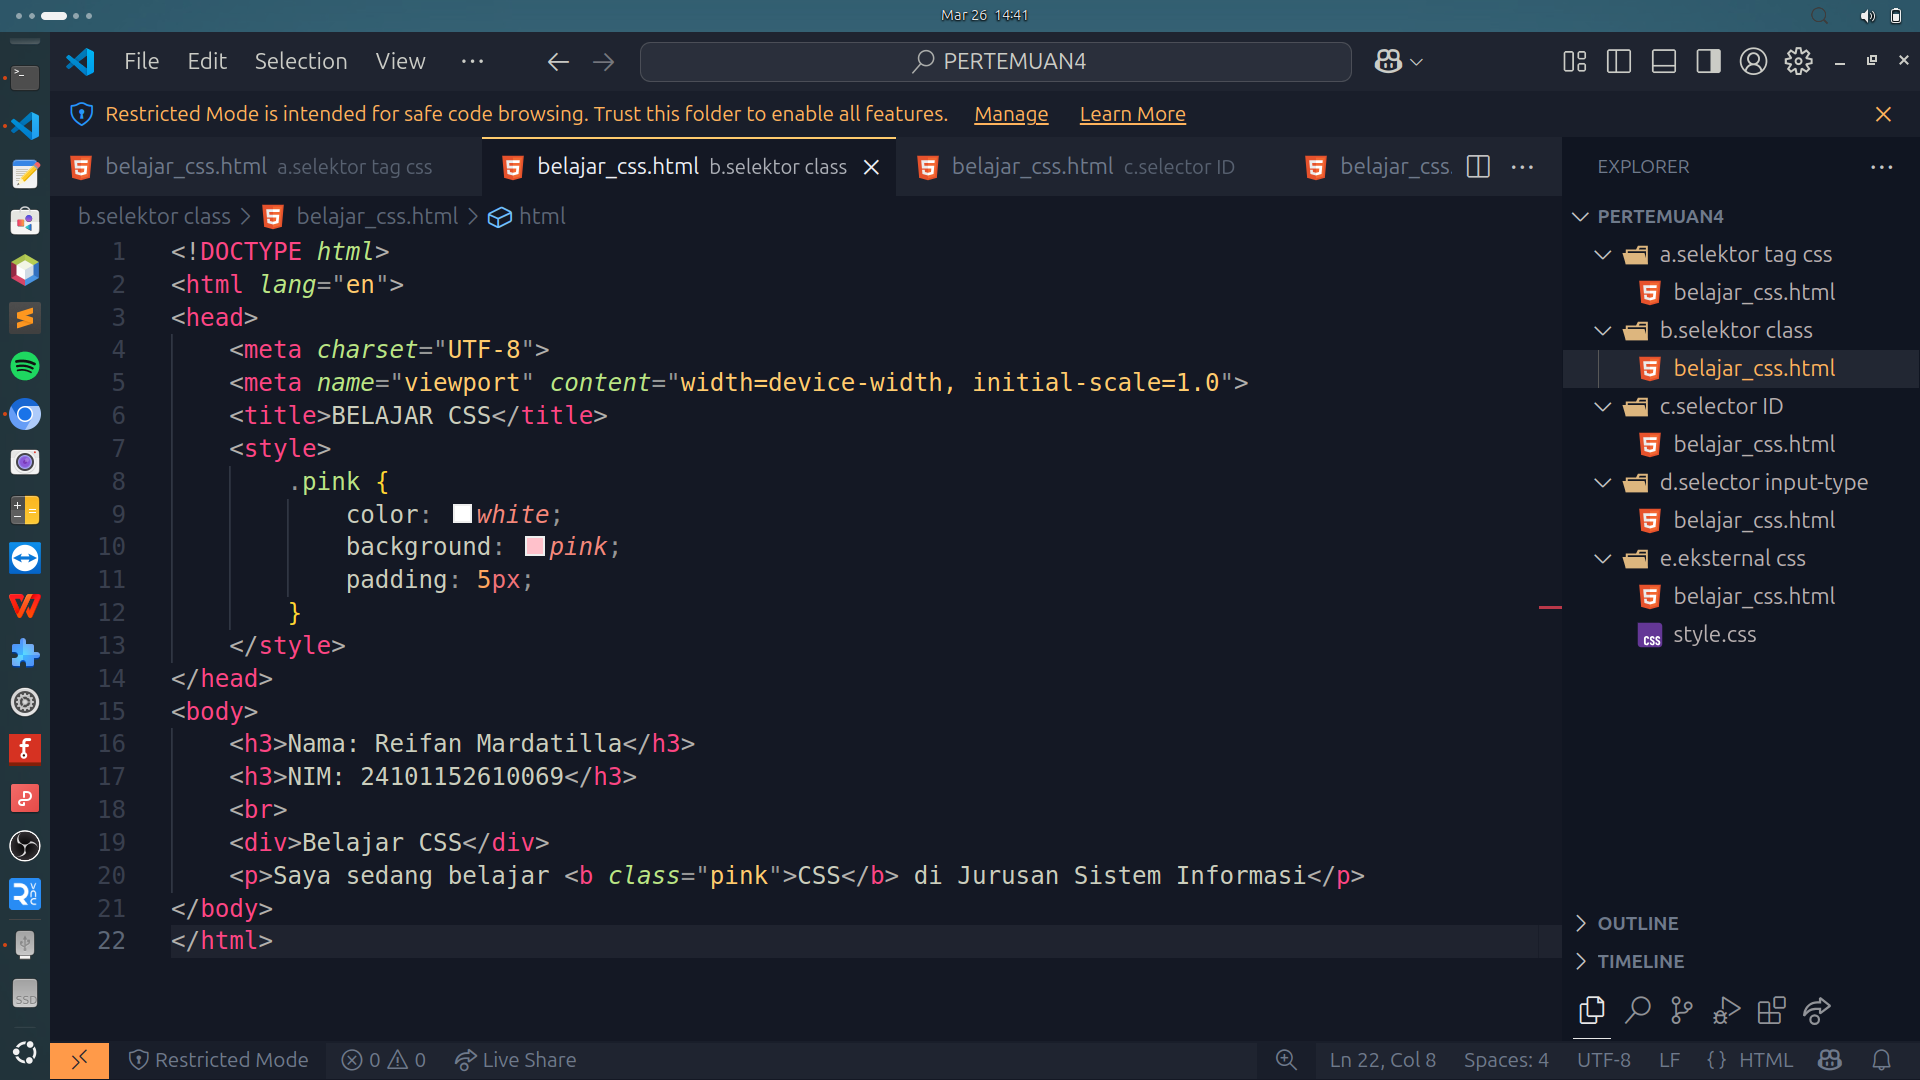 Mar 26 14:41
File Edit Selection View ··· PERTEMUAN4
Restricted Mode is intended for safe code browsing. Trust this folder to enable all features. Manage Learn More
belajar_css.html a.selektor tag css belajar_css.html b.selektor class belajar_css.html c.selector ID belajar_css.
b.selektor class > belajar_css.html > html
1 <!DOCTYPE html>
2 <html lang="en">
3 <head>
4 <meta charset="UTF-8">
5 <meta name="viewport" content="width=device-width, initial-scale=1.0">
6 <title>BELAJAR CSS</title>
7 <style>
8 .pink {
9 color: white;
10 background: pink;
11 padding: 5px;
12 }
13 </style>
14 </head>
15 <body>
16 <h3>Nama: Reifan Mardatilla</h3>
17 <h3>NIM: 24101152610069</h3>
18 <br>
19 <div>Belajar CSS</div>
20 <p>Saya sedang belajar <b class="pink">CSS</b> di Jurusan Sistem Informasi</p>
21 </body>
22 </html>
EXPLORER
PERTEMUAN4
a.selektor tag css
belajar_css.html
b.selektor class
belajar_css.html
c.selector ID
belajar_css.html
d.selector input-type
belajar_css.html
e.eksternal css
belajar_css.html
style.css
OUTLINE
TIMELINE
SSD
Restricted Mode 0 0 Live Share Ln 22, Col 8 Spaces: 4 UTF-8 LF {} HTML